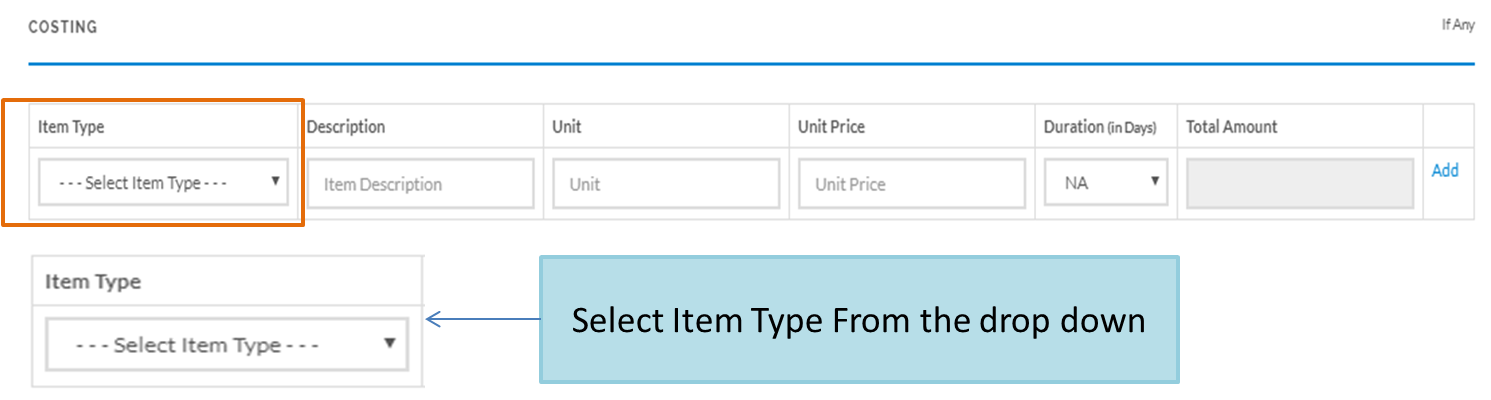 COSTING If Any
Item Type Description Unit Unit Price Duration (in Days) Total Amount
- - - Select Item Type - - - Item Description Unit Unit Price NA Add
Item Type
- - - Select Item Type - - -
Select Item Type From the drop down